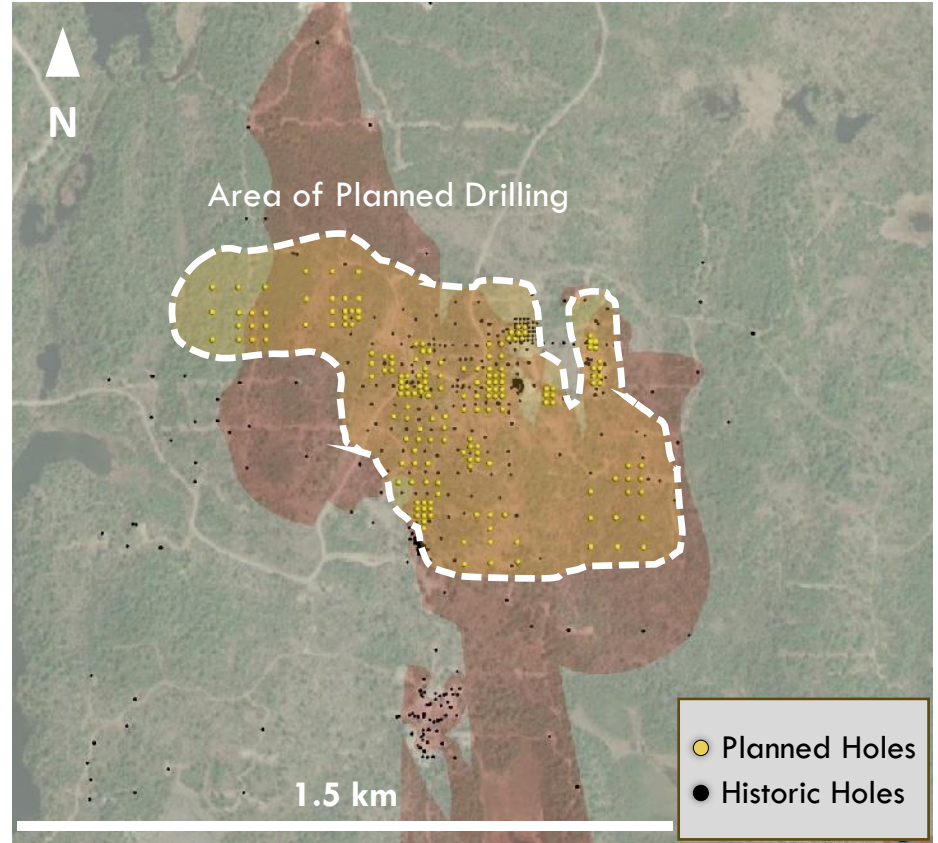 N
Area of Planned Drilling
Planned Holes
Historic Holes
1.5 km